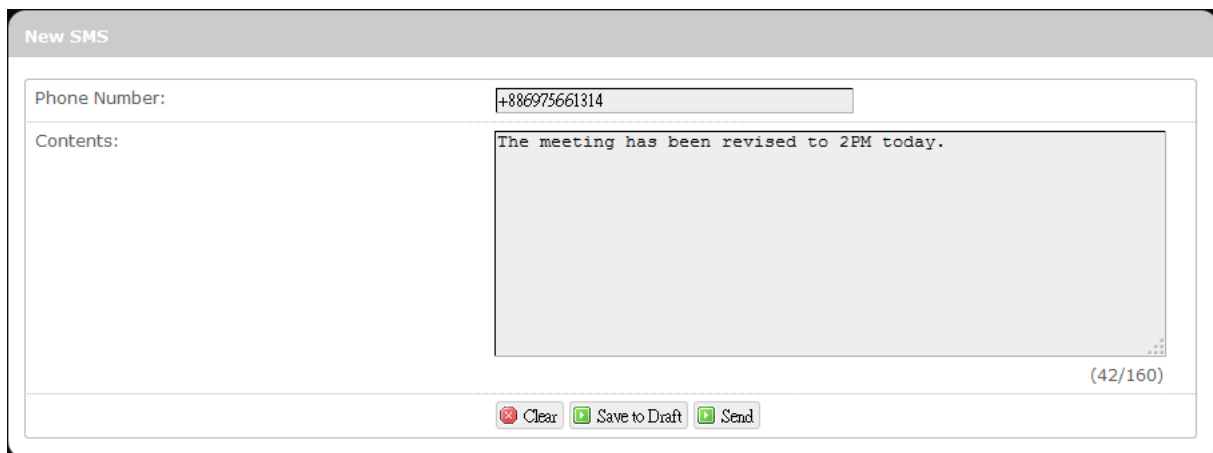 New SMS
Phone Number: +886975661314
Contents: The meeting has been revised to 2PM today.
(42/160)
Clear Save to Draft Send